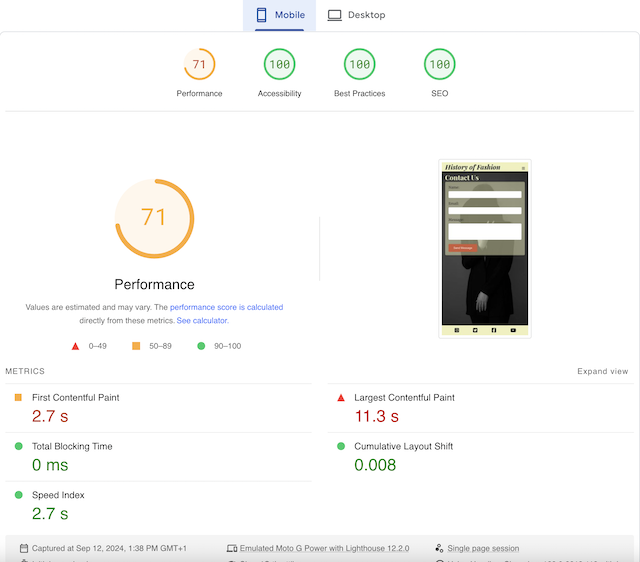 Mobile
Desktop
71
100
100
100
Performance
Accessibility
Best Practices
SEO
71
Performance
Values are estimated and may vary. The performance score is calculated
directly from these metrics. See calculator.
0–49
50–89
90–100
History of Fashion
Contact Us
Send Message
METRICS
Expand view
First Contentful Paint
2.7 s
Largest Contentful Paint
11.3 s
Total Blocking Time
0 ms
Cumulative Layout Shift
0.008
Speed Index
2.7 s
Captured at Sep 12, 2024, 1:38 PM GMT+1
Emulated Moto G Power with Lighthouse 12.2.0
Single page session